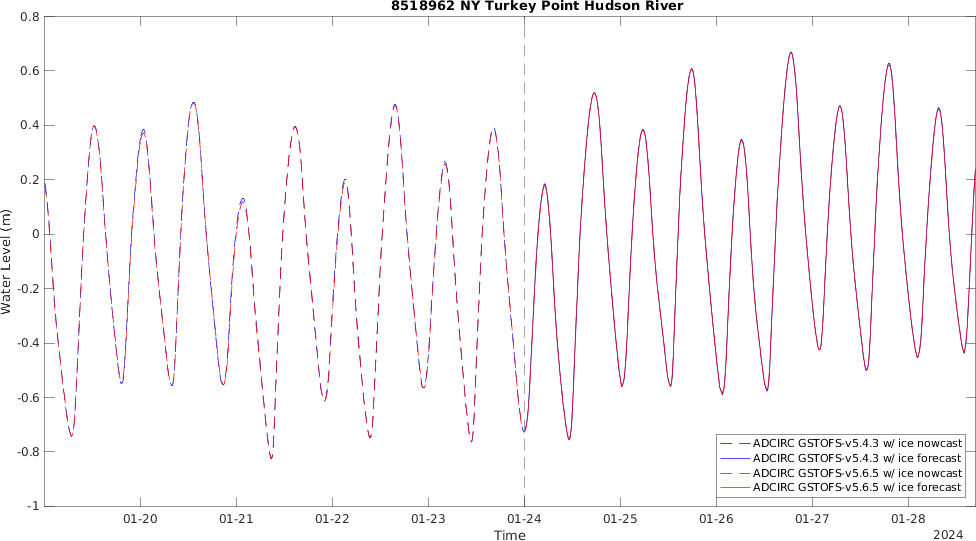 8518962 NY Turkey Point Hudson River
0.8
0.6
0.4
0.2
0
-0.2
-0.4
-0.6
-0.8
-1
Water Level (m)
ADCIRC GSTOFS-v5.4.3 w/ ice nowcast
ADCIRC GSTOFS-v5.4.3 w/ ice forecast
ADCIRC GSTOFS-v5.6.5 w/ ice nowcast
ADCIRC GSTOFS-v5.6.5 w/ ice forecast
01-20 01-21 01-22 01-23 01-24 01-25 01-26 01-27 01-28
Time
2024